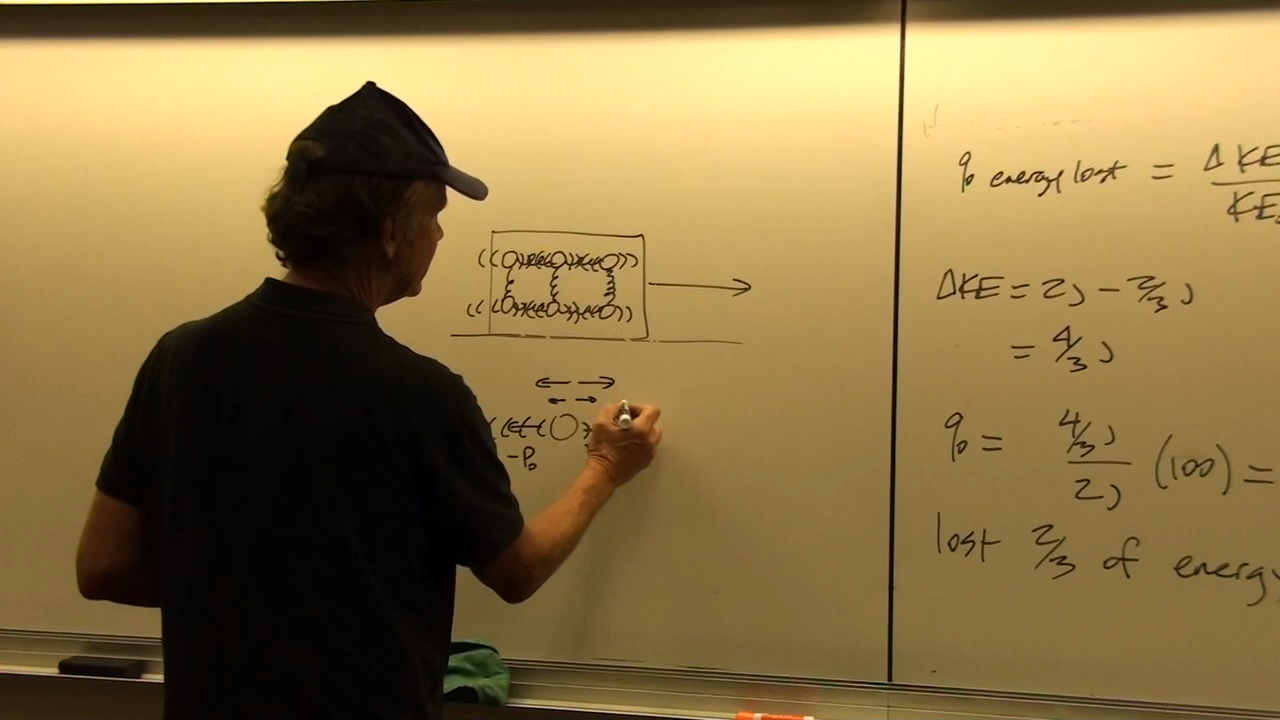 -P₀
% energy lost = ΔKE/KE
ΔKE = 2J - 2/3 J
= 4/3 J
% = 4/3 J / 2J (100) =
lost 2/3 of energy